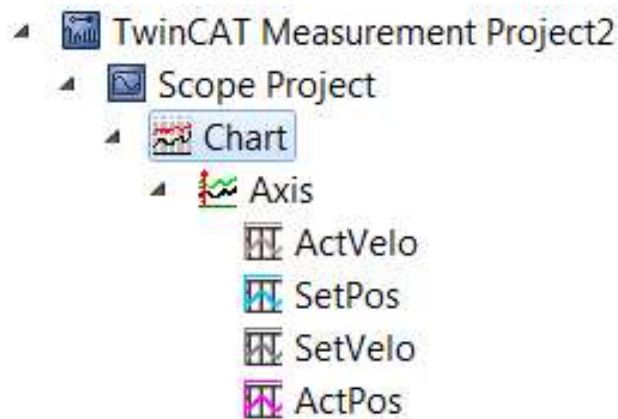 TwinCAT Measurement Project2
Scope Project
Chart
Axis
ActVelo
SetPos
SetVelo
ActPos